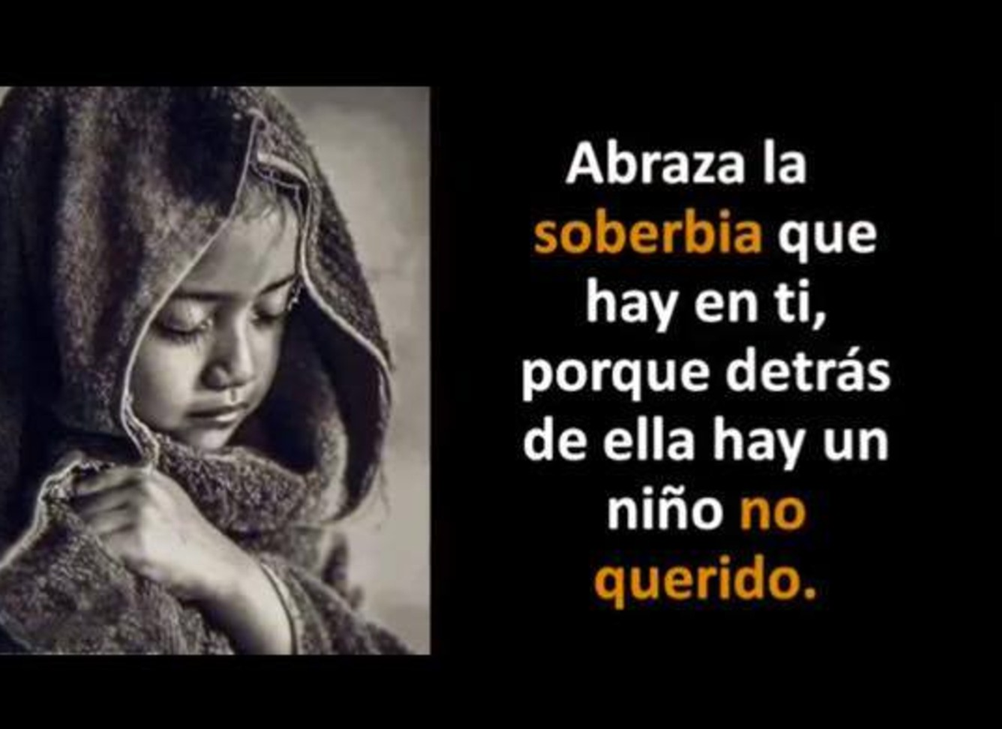 Abraza la
soberbia que
hay en ti,
porque detrás
de ella hay un
niño no
querido.